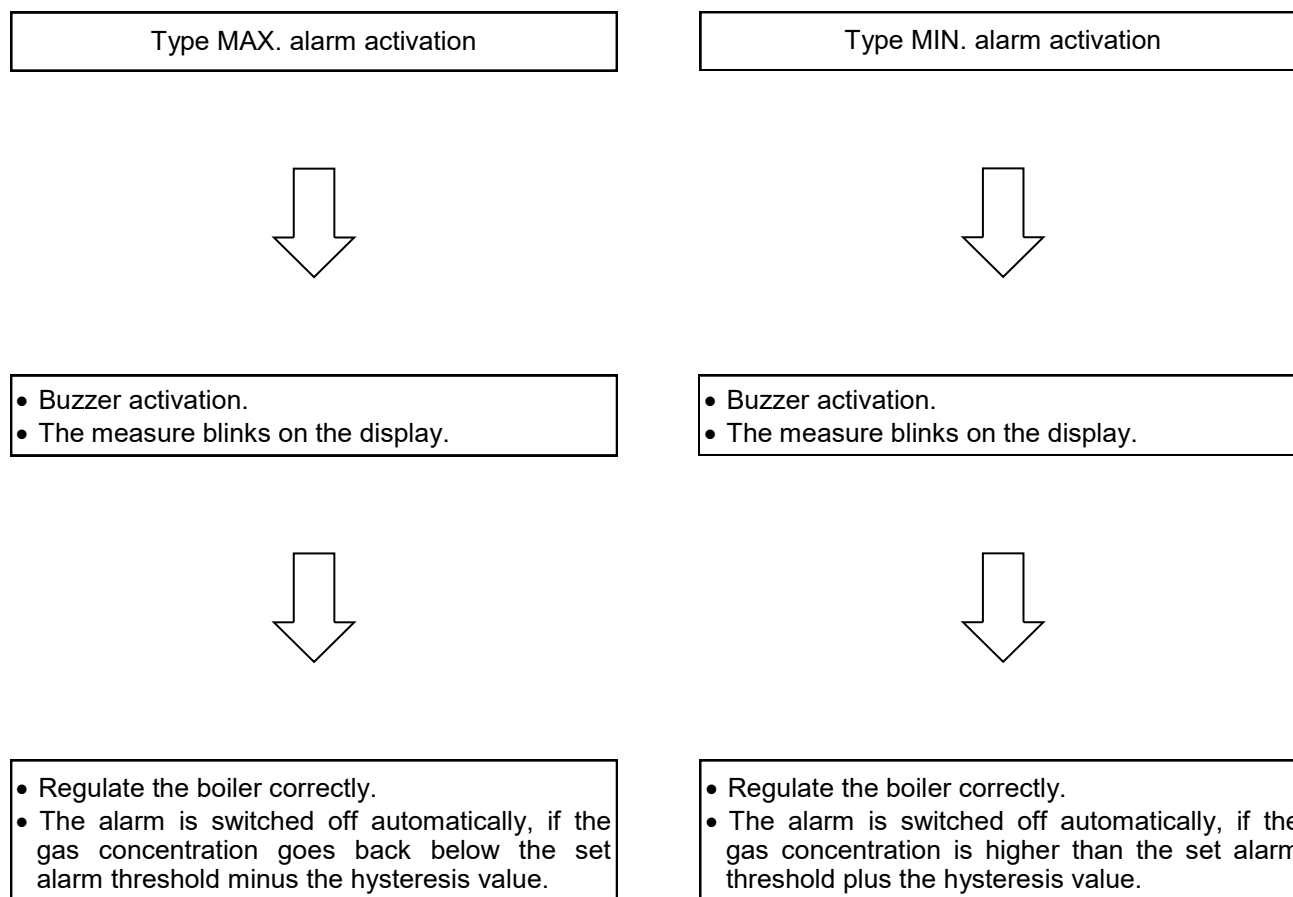 Type MAX. alarm activation
Type MIN. alarm activation
• Buzzer activation.
• The measure blinks on the display.
• Buzzer activation.
• The measure blinks on the display.
• Regulate the boiler correctly.
• The alarm is switched off automatically, if the
gas concentration goes back below the set
alarm threshold minus the hysteresis value.
• Regulate the boiler correctly.
• The alarm is switched off automatically, if the
gas concentration is higher than the set alarm
threshold plus the hysteresis value.